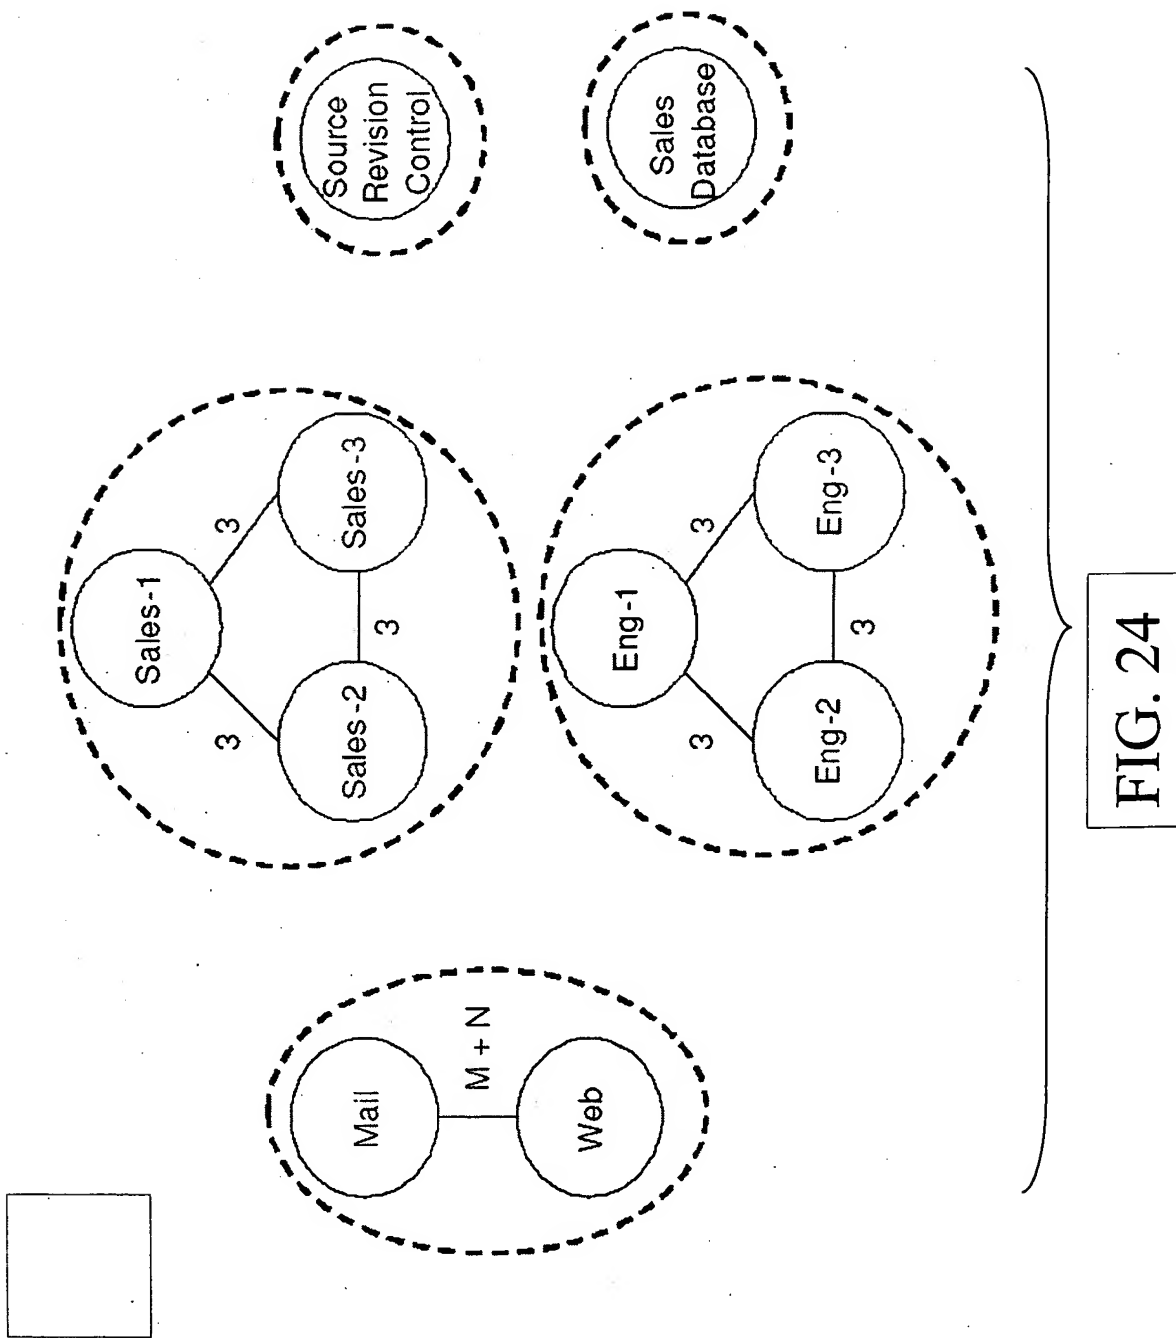 Mail
M + N
Web
Sales-1
3
3
Sales-2
Sales-3
3
Eng-1
3
3
Eng-2
Eng-3
3
Source
Revision
Control
Sales
Database
FIG. 24